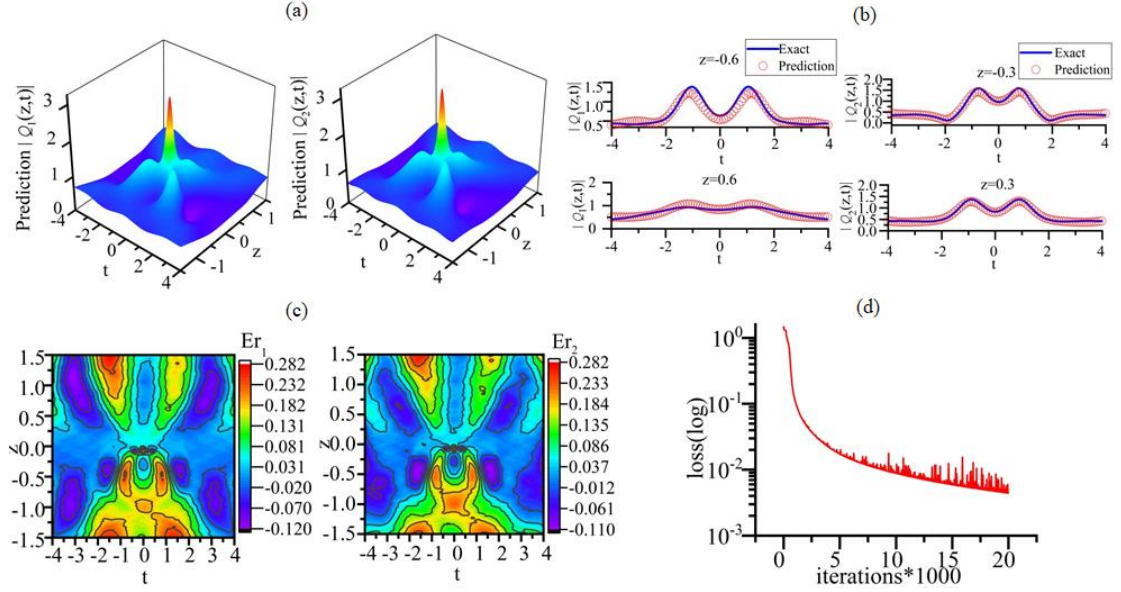 (a)
Prediction |Q₁(z,t)|
3
2
1
0
-4
-2
0
2
4
t
-1
0
1
z
Prediction |Q₂(z,t)|
3
2
1
0
-4
-2
0
2
4
t
-1
0
1
z
(b)
z=-0.6
Exact
Prediction
|Q₁(z,t)|
1.5
1.0
0.5
-4 -2 0 2 4
t
z=-0.3
Exact
Prediction
|Q₂(z,t)|
2.0
1.5
1.0
0.5
0.0
-4 -2 0 2 4
t
z=0.6
|Q₁(z,t)|
2
1
0
-4 -2 0 2 4
t
z=0.3
|Q₂(z,t)|
2.0
1.5
1.0
0.5
0.0
-4 -2 0 2 4
t
(c)
z
1.5
1.0
0.5
-0.0
-0.5
-1.0
-1.5
-4 -3 -2 -1 0 1 2 3 4
t
Er₁
0.282
0.232
0.182
0.131
0.081
0.031
-0.020
-0.070
-0.120
z
1.5
1.0
0.5
-0.0
-0.5
-1.0
-1.5
-4 -3 -2 -1 0 1 2 3 4
t
Er₂
0.282
0.233
0.184
0.135
0.086
0.037
-0.012
-0.061
-0.110
(d)
loss(log)
10⁰
10⁻¹
10⁻²
10⁻³
0 5 10 15 20
iterations*1000